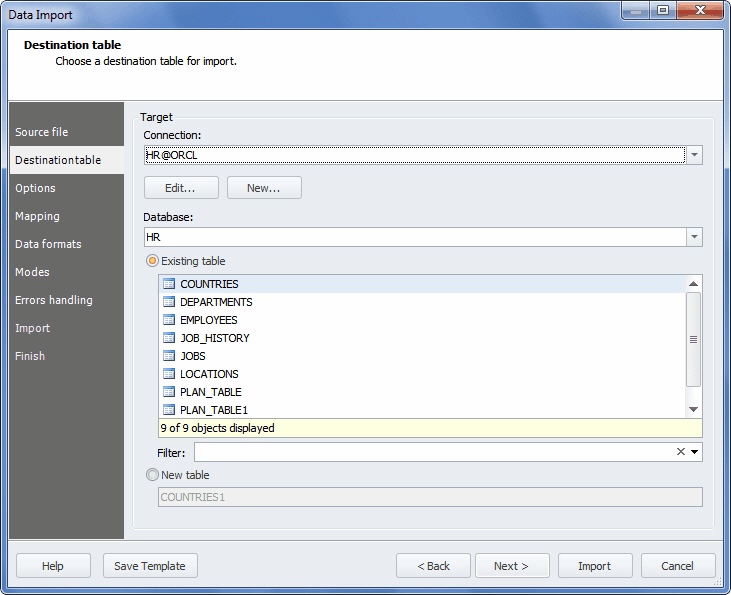 Data Import
Destination table
Choose a destination table for import.
Source file
Destinationtable
Options
Mapping
Data formats
Modes
Errors handling
Import
Finish
Target
Connection:
HR@ORCL
Edit...
New...
Database:
HR
Existing table
COUNTRIES
DEPARTMENTS
EMPLOYEES
JOB_HISTORY
JOBS
LOCATIONS
PLAN_TABLE
PLAN_TABLE1
9 of 9 objects displayed
Filter:
New table
COUNTRIES1
Help
Save Template
< Back
Next >
Import
Cancel